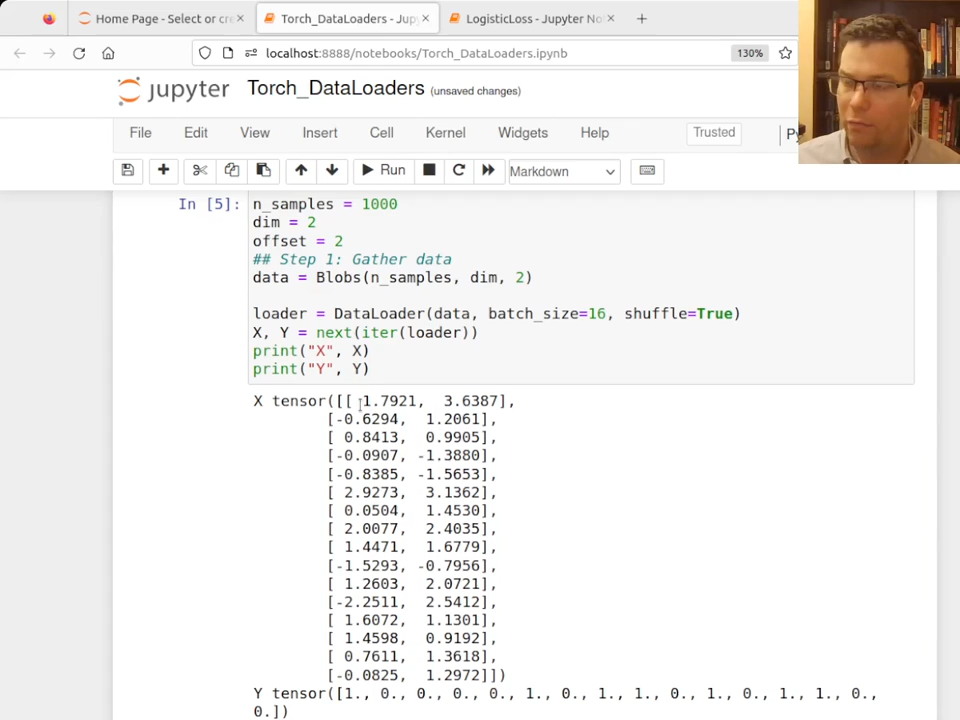 Home Page - Select or cre
Torch_DataLoaders - Jup
LogisticLoss - Jupyter No
localhost:8888/notebooks/Torch_DataLoaders.ipynb
130%
jupyter Torch_DataLoaders (unsaved changes)
File Edit View Insert Cell Kernel Widgets Help Trusted Py
Run Markdown
In [5]: n_samples = 1000
dim = 2
offset = 2
## Step 1: Gather data
data = Blobs(n_samples, dim, 2)
loader = DataLoader(data, batch_size=16, shuffle=True)
X, Y = next(iter(loader))
print("X", X)
print("Y", Y)
X tensor([[ 1.7921, 3.6387],
[-0.6294, 1.2061],
[ 0.8413, 0.9905],
[-0.0907, -1.3880],
[-0.8385, -1.5653],
[ 2.9273, 3.1362],
[ 0.0504, 1.4530],
[ 2.0077, 2.4035],
[ 1.4471, 1.6779],
[-1.5293, -0.7956],
[ 1.2603, 2.0721],
[-2.2511, 2.5412],
[ 1.6072, 1.1301],
[ 1.4598, 0.9192],
[ 0.7611, 1.3618],
[-0.0825, 1.2972]])
Y tensor([1., 0., 0., 0., 0., 1., 0., 1., 1., 0., 1., 0., 1., 1., 0.,
0.])